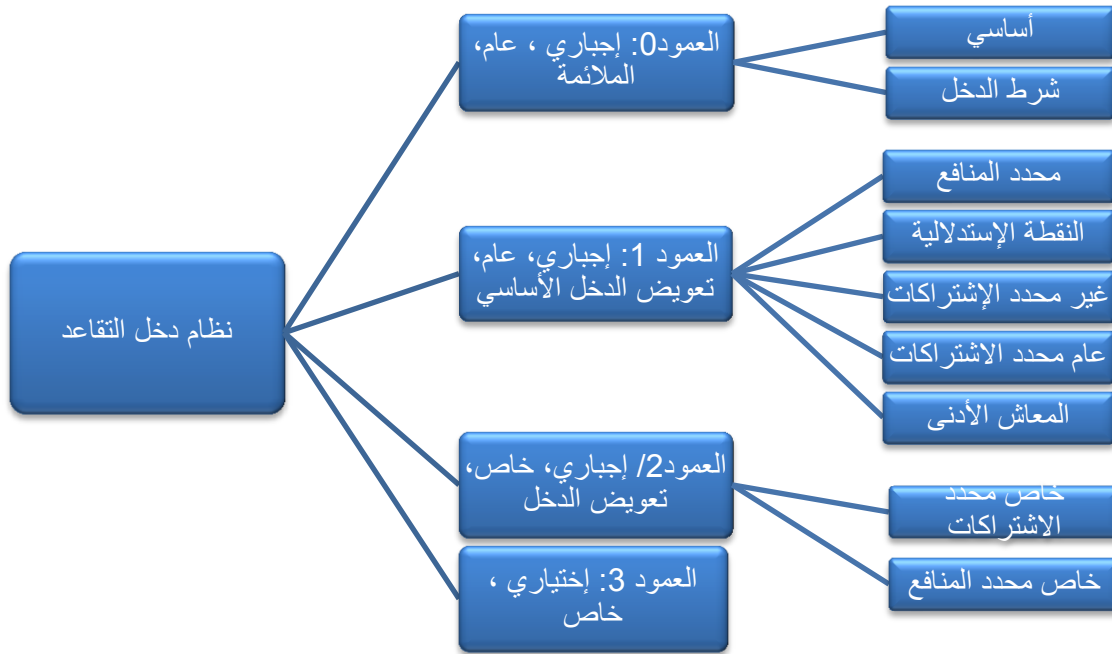 نظام دخل التقاعد
العمود0: إجباري ، عام،
الملائمة
أساسي
شرط الدخل
العمود 1: إجباري، عام،
تعويض الدخل الأساسي
محدد المنافع
النقطة الإستدلالية
غير محدد الإشتراكات
عام محدد الاشتراكات
المعاش الأدنى
العمود2/ إجباري، خاص،
تعويض الدخل
خاص محدد
الاشتراكات
خاص محدد المنافع
العمود 3: إختياري ،
خاص